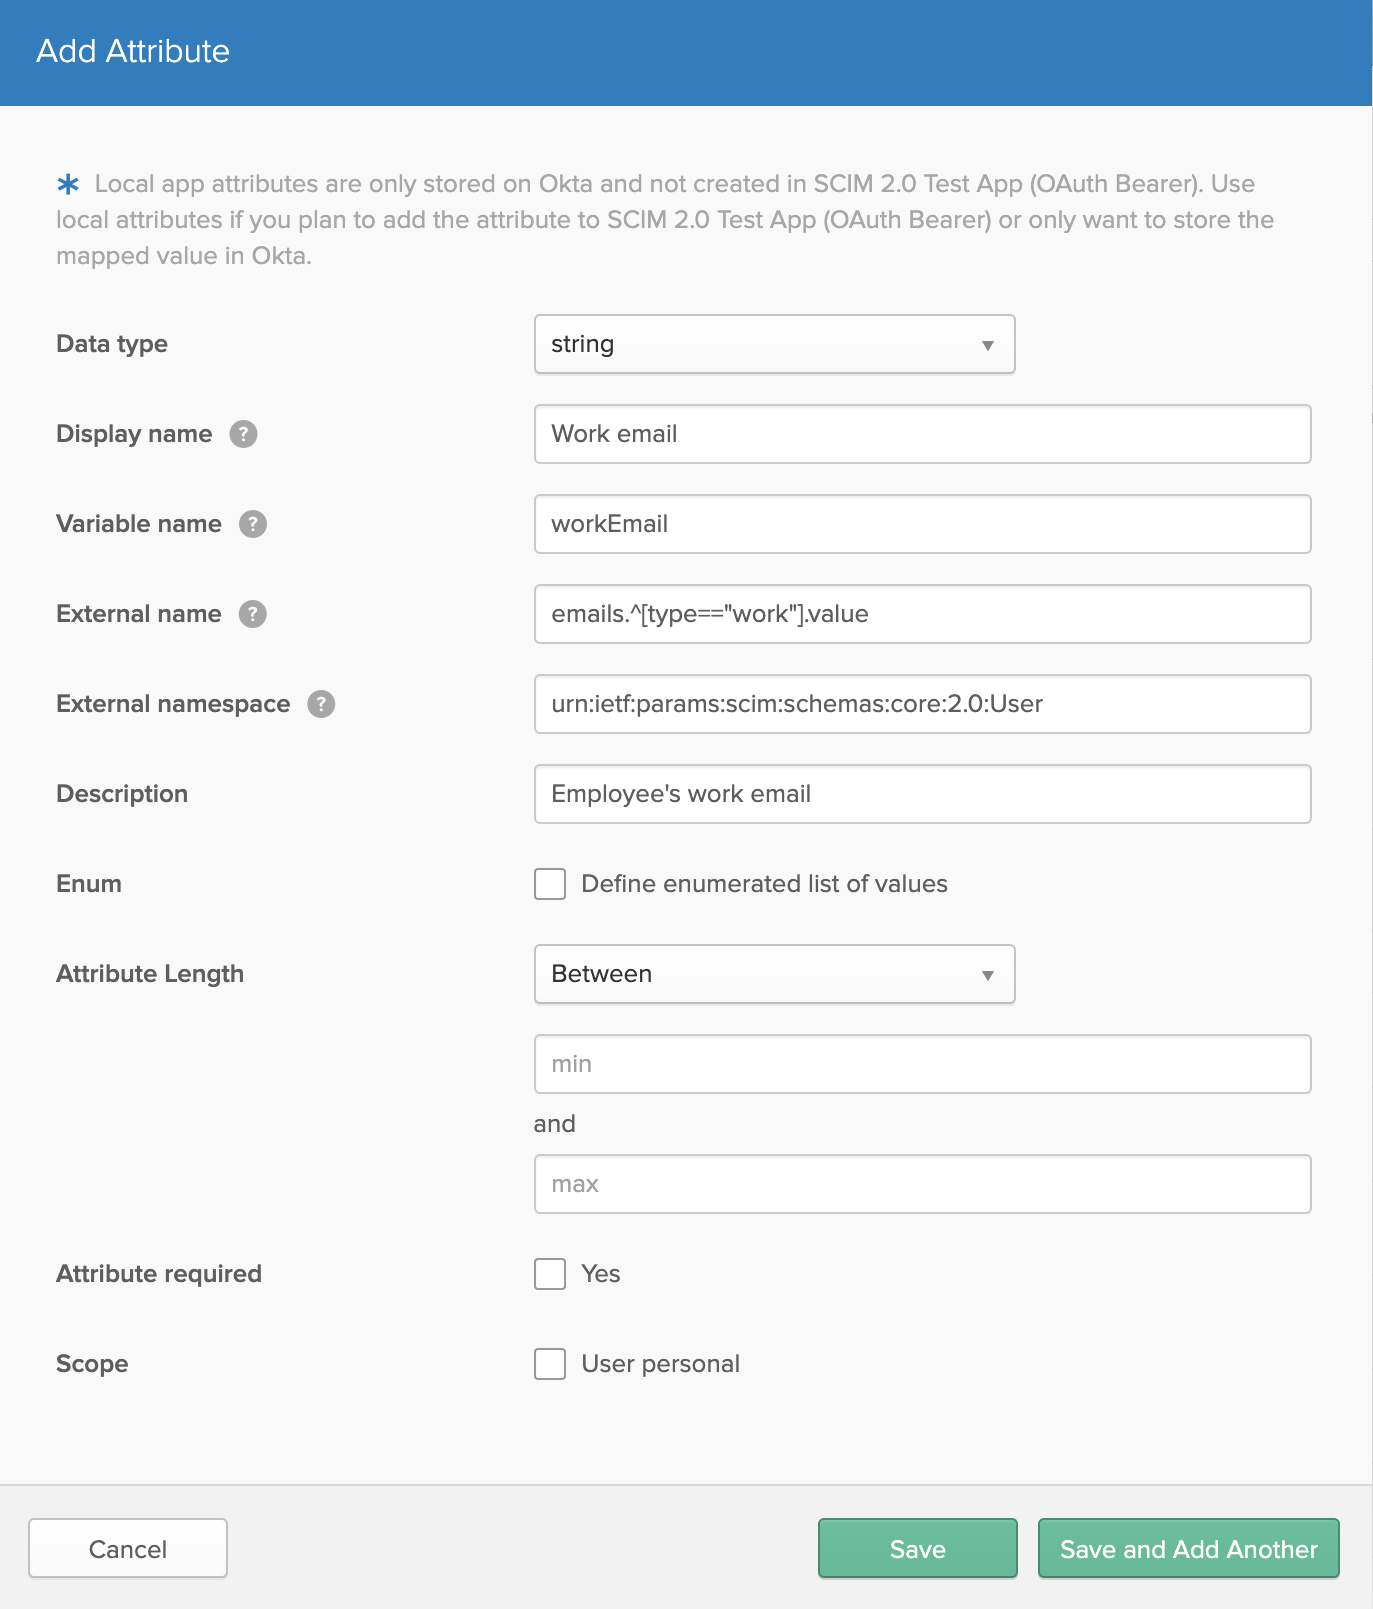 Add Attribute
* Local app attributes are only stored on Okta and not created in SCIM 2.0 Test App (OAuth Bearer). Use
local attributes if you plan to add the attribute to SCIM 2.0 Test App (OAuth Bearer) or only want to store the
mapped value in Okta.
Data type string
Display name ? Work email
Variable name ? workEmail
External name ? emails.^[type=="work"].value
External namespace ? urn:ietf:params:scim:schemas:core:2.0:User
Description Employee's work email
Enum Define enumerated list of values
Attribute Length Between
min
and
max
Attribute required Yes
Scope User personal
Cancel Save Save and Add Another